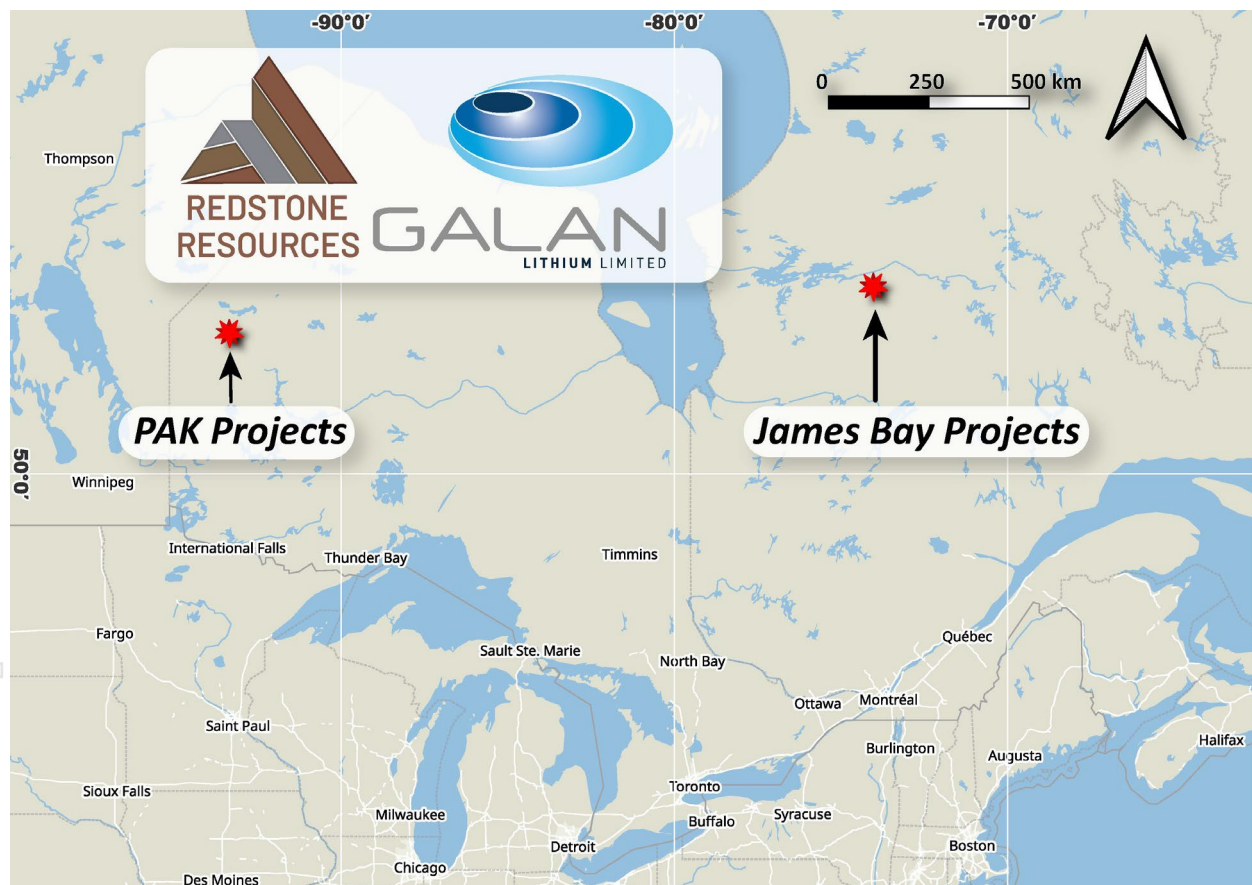 -90°0′
-80°0′
-70°0′
0 250 500 km
Thompson
REDSTONE
RESOURCES
GALAN
LITHIUM LIMITED
PAK Projects
James Bay Projects
50°0′
Winnipeg
International Falls
Thunder Bay
Timmins
Fargo
Sault Ste. Marie
North Bay
Québec
Ottawa
Montréal
Saint Paul
Burlington
Augusta
Halifax
Sioux Falls
Toronto
Milwaukee
Buffalo
Syracuse
Detroit
Boston
Chicago
Des Moines